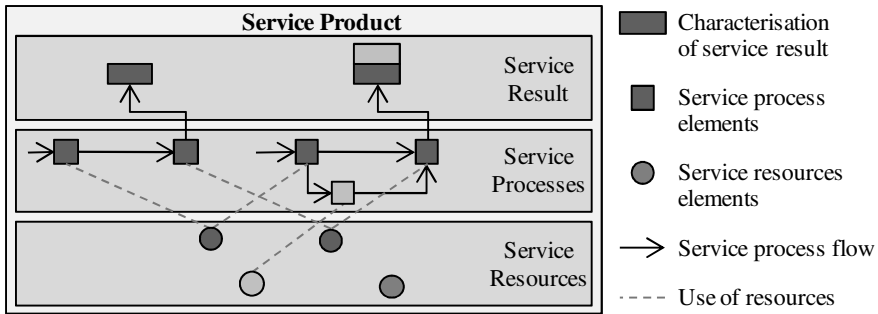 Service Product
Service
Result
Service
Processes
Service
Resources
Characterisation
of service result
Service process
elements
Service resources
elements
Service process flow
Use of resources